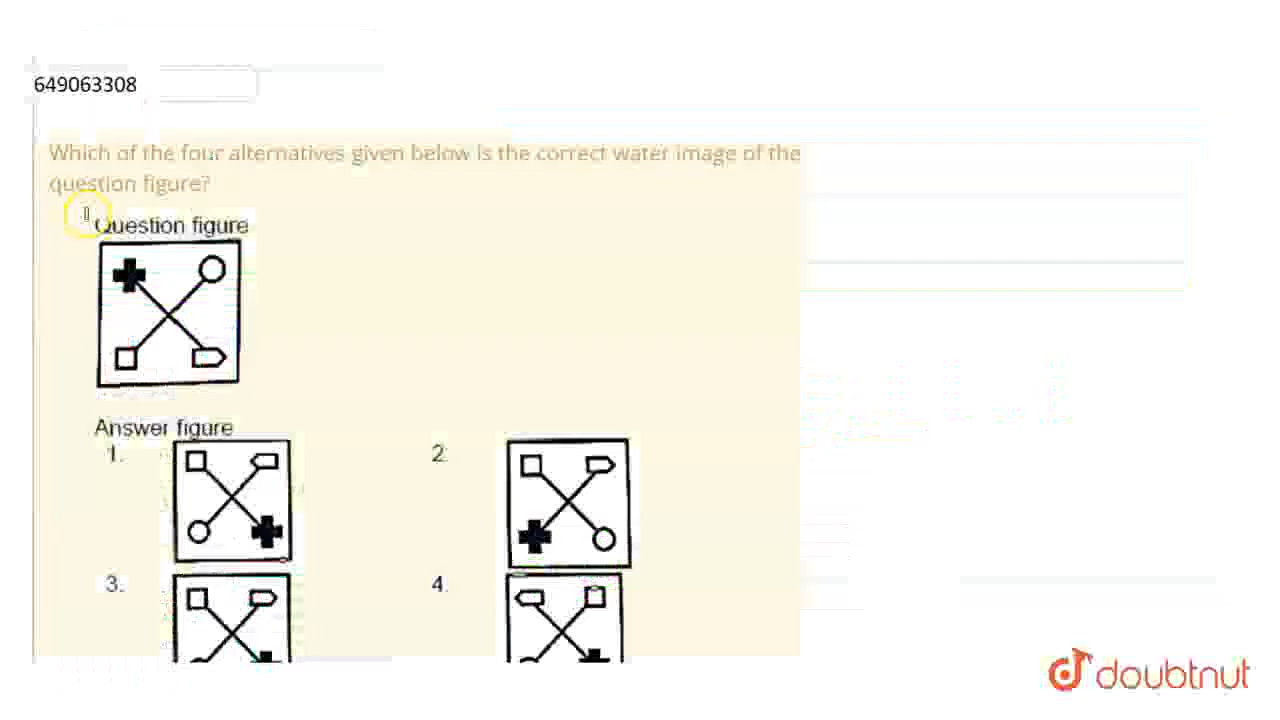 649063308
Which of the four alternatives given below is the correct water image of the
question figure?
Question figure
Answer figure
1.
2.
3.
4.
doubtnut